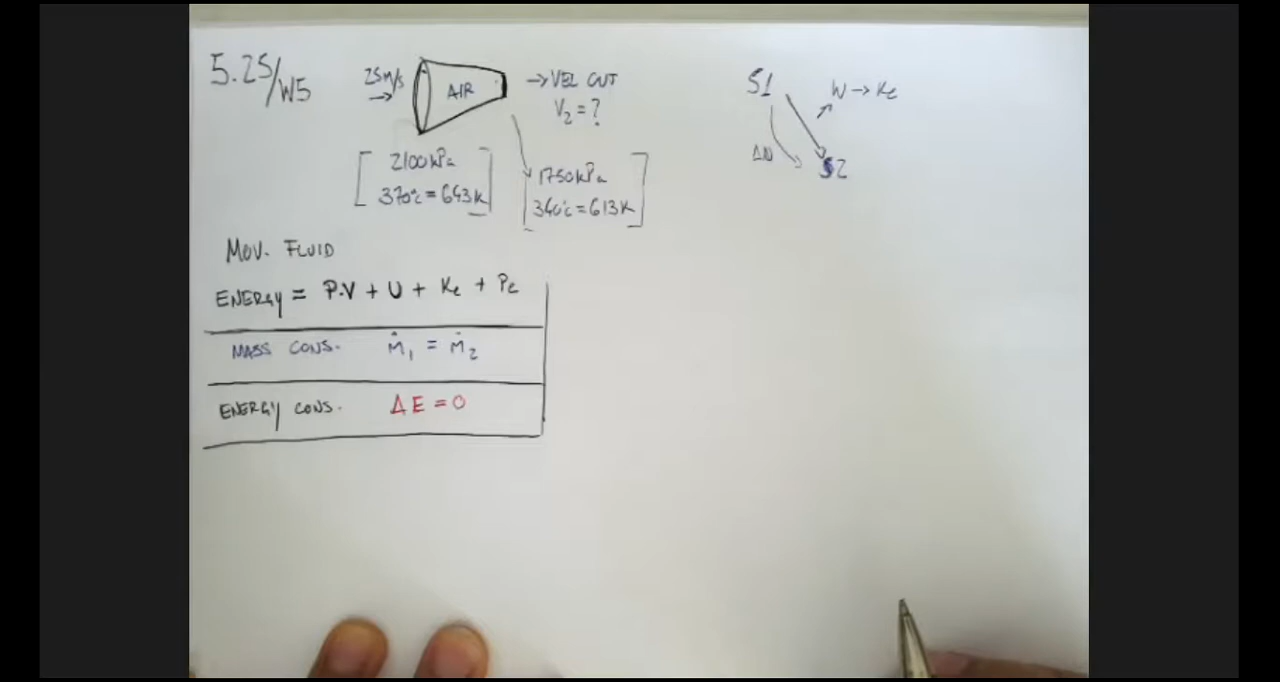 5.25/W5
25m/s
→
AIR
→ VEL OUT
V₂ = ?
[2100kPa
370°c = 643K]
[1750kPa
340°c = 613K]
S1
W → Ke
S2
MOV. FLUID
ENERGY = P.V + U + Ke + Pe
MASS CONS. ṁ₁ = ṁ₂
ENERGY CONS. ΔE = 0